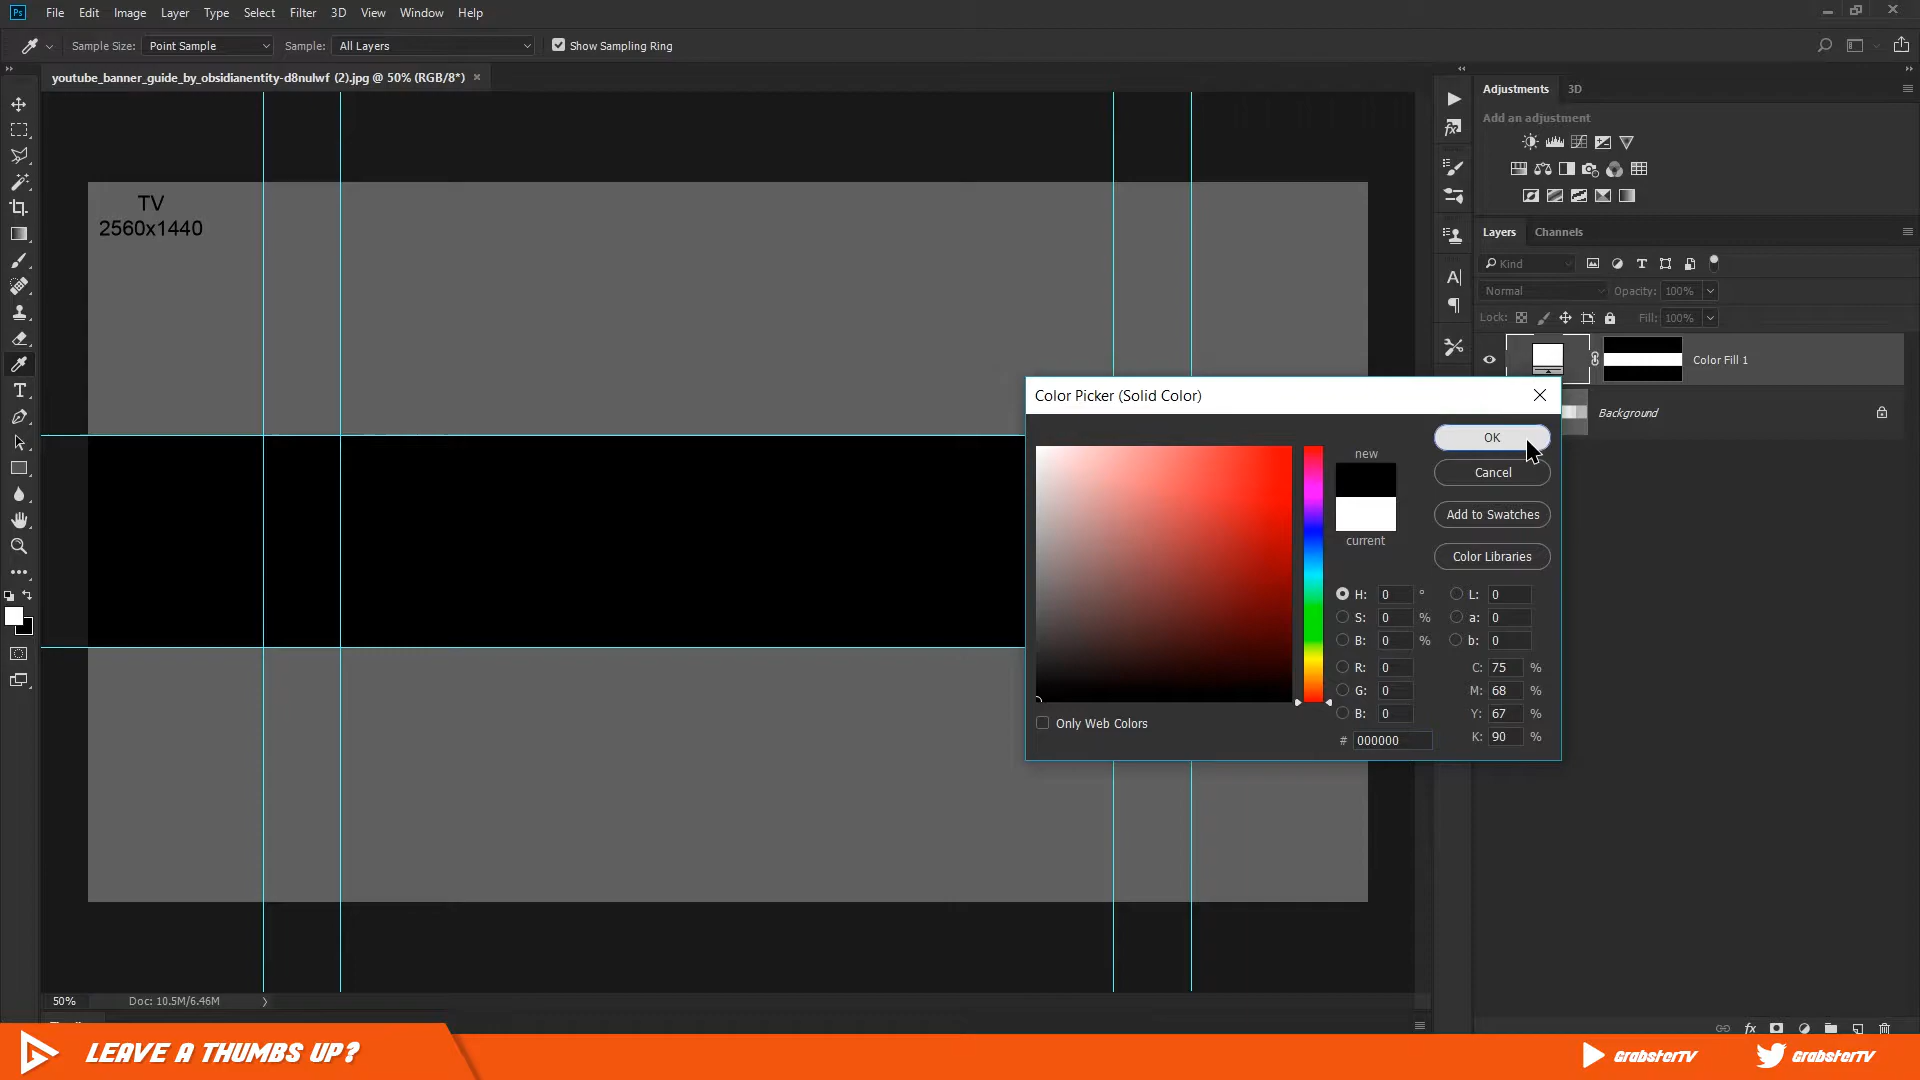 Ps File Edit Image Layer Type Select Filter 3D View Window Help
Sample Size: Point Sample Sample: All Layers Show Sampling Ring
youtube_banner_guide_by_obsidianentity-d8nulwf (2).jpg @ 50% (RGB/8*)
TV
2560x1440
Adjustments 3D
Add an adjustment
Layers Channels
Kind
Normal Opacity: 100%
Lock: Fill: 100%
Color Fill 1
Background
Color Picker (Solid Color)
OK
Cancel
Add to Swatches
Color Libraries
new
current
H: 0 ° L: 0
S: 0 % a: 0
B: 0 % b: 0
R: 0 C: 75 %
G: 0 M: 68 %
B: 0 Y: 67 %
# 000000 K: 90 %
Only Web Colors
50% Doc: 10.5M/6.46M
LEAVE A THUMBS UP?
GrabsterTV GrabsterTV